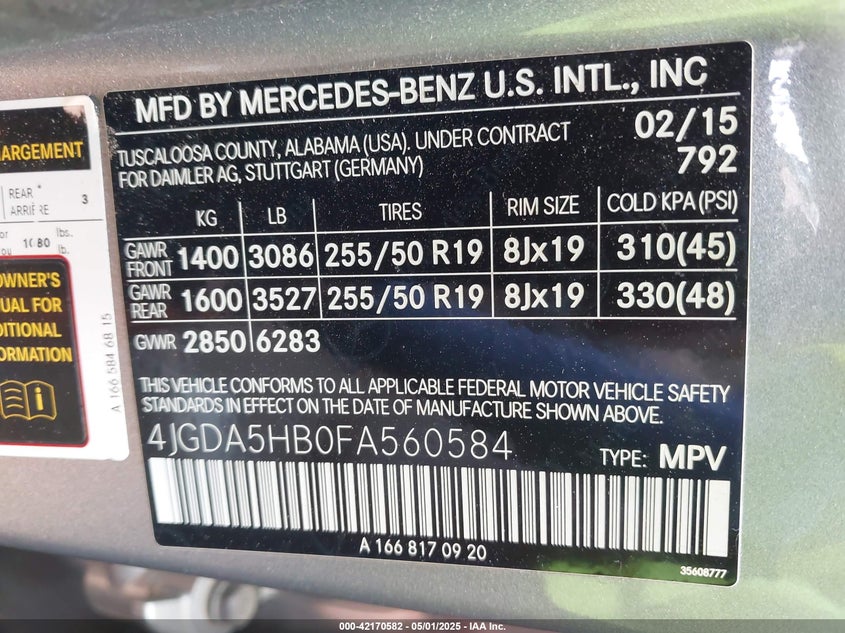 MFD BY MERCEDES-BENZ U.S. INTL., INC
TUSCALOOSA COUNTY, ALABAMA (USA). UNDER CONTRACT
FOR DAIMLER AG, STUTTGART (GERMANY)
02/15
792
KG LB TIRES RIM SIZE COLD KPA(PSI)
GAWR FRONT 1400 3086 255/50 R19 8Jx19 310(45)
GAWR REAR 1600 3527 255/50 R19 8Jx19 330(48)
GVWR 2850 6283
THIS VEHICLE CONFORMS TO ALL APPLICABLE FEDERAL MOTOR VEHICLE SAFETY
STANDARDS IN EFFECT ON THE DATE OF MANUFACTURE SHOWN ABOVE.
4JGDA5HB0FA560584
TYPE: MPV
A 166 817 09 20
35608777
REAR *
ARRIÈRE
3
lbs.
lb.
OWNER'S
FOR
A 166 584 68 15
000-42170582 - 05/01/2025 - IAA Inc.